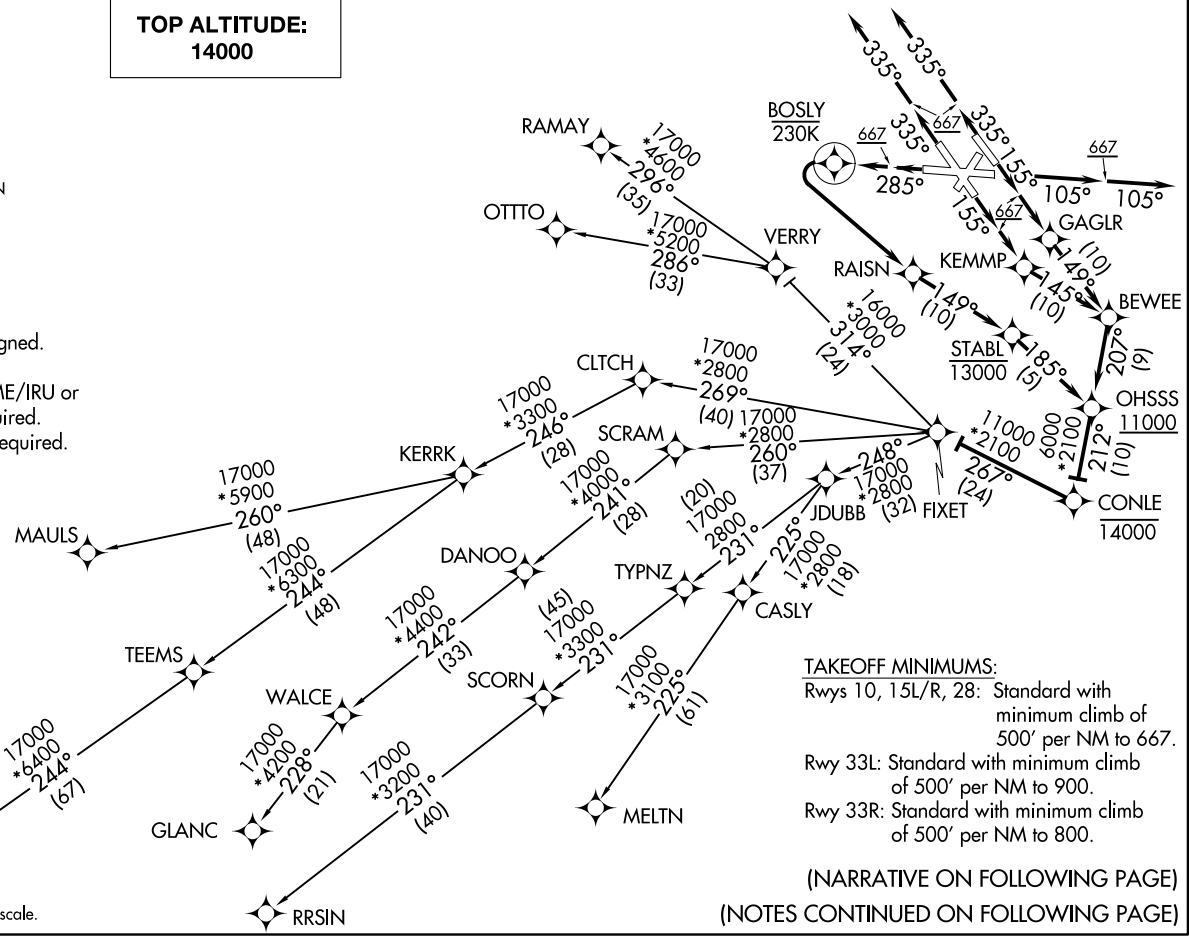 TOP ALTITUDE:
14000
N
gned.
ME/IRU or
uired.
equired.
335°
335°
BOSLY
230K
667
335°
667
335°
155°
667
285°
155°
667
105°
105°
GAGLR
(10)
149°
KEMMP
145°
(10)
BEWEE
RAISN
149°
(10)
STABL
13000
185°
(5)
207°
(9)
OHSSS
11000
6000
*2100
212°
(10)
CONLE
14000
11000
*2100
267°
(24)
FIXET
RAMAY
17000
*4600
296°
(35)
OTTTO
17000
*5200
286°
(33)
VERRY
16000
*3000
314°
(24)
CLTCH
17000
*2800
269°
(40)
17000
*3300
246°
(28)
SCRAM
17000
*2800
260°
(37)
KERRK
17000
*4000
241°
(28)
248°
17000
*2800
(32)
JDUBB
MAULS
17000
*5900
260°
(48)
17000
*6300
244°
(48)
DANOO
(20)
17000
2800
231°
225°
17000
*2800
(18)
TYPNZ
CASLY
17000
*4400
242°
(33)
(45)
17000
*3300
231°
TEEMS
WALCE
SCORN
17000
*3100
225°
(61)
17000
*6400
244°
(67)
17000
*4200
228°
(21)
17000
*3200
231°
(40)
GLANC
MELTN
RRSIN
TAKEOFF MINIMUMS:
Rwys 10, 15L/R, 28: Standard with
minimum climb of
500' per NM to 667.
Rwy 33L: Standard with minimum climb
of 500' per NM to 900.
Rwy 33R: Standard with minimum climb
of 500' per NM to 800.
(NARRATIVE ON FOLLOWING PAGE)
(NOTES CONTINUED ON FOLLOWING PAGE)
scale.